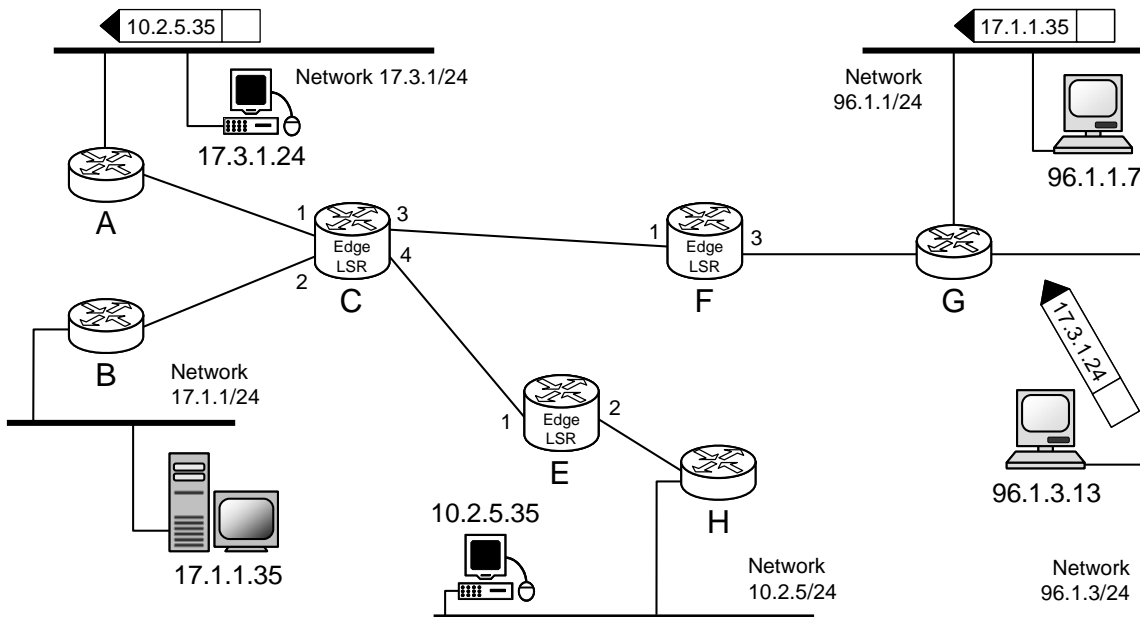 10.2.5.35
17.1.1.35
Network 17.3.1/24
Network
96.1.1/24
17.3.1.24
96.1.1.7
A
1
3
Edge
LSR
4
2
C
1
Edge
LSR
3
F
G
B
Network
17.1.1/24
17.3.1.24
1
Edge
LSR
2
E
H
96.1.3.13
10.2.5.35
17.1.1.35
Network
10.2.5/24
Network
96.1.3/24